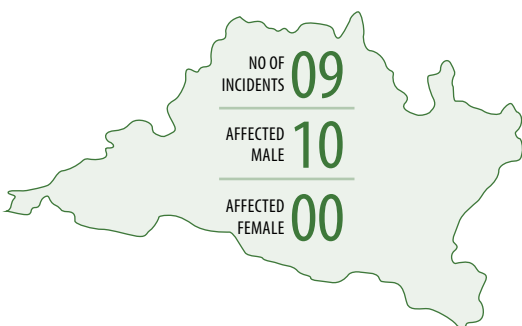 NO OF
INCIDENTS 09
AFFECTED
MALE 10
AFFECTED
FEMALE 00